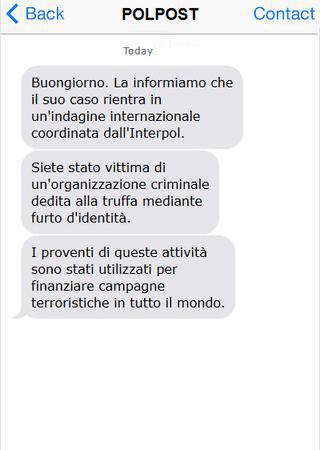 Back POLPOST Contact
Today
Buongiorno. La informiamo che
il suo caso rientra in
un'indagine internazionale
coordinata dall'Interpol.
Siete stato vittima di
un'organizzazione criminale
dedita alla truffa mediante
furto d'identità.
I proventi di queste attività
sono stati utilizzati per
finanziare campagne
terroristiche in tutto il mondo.